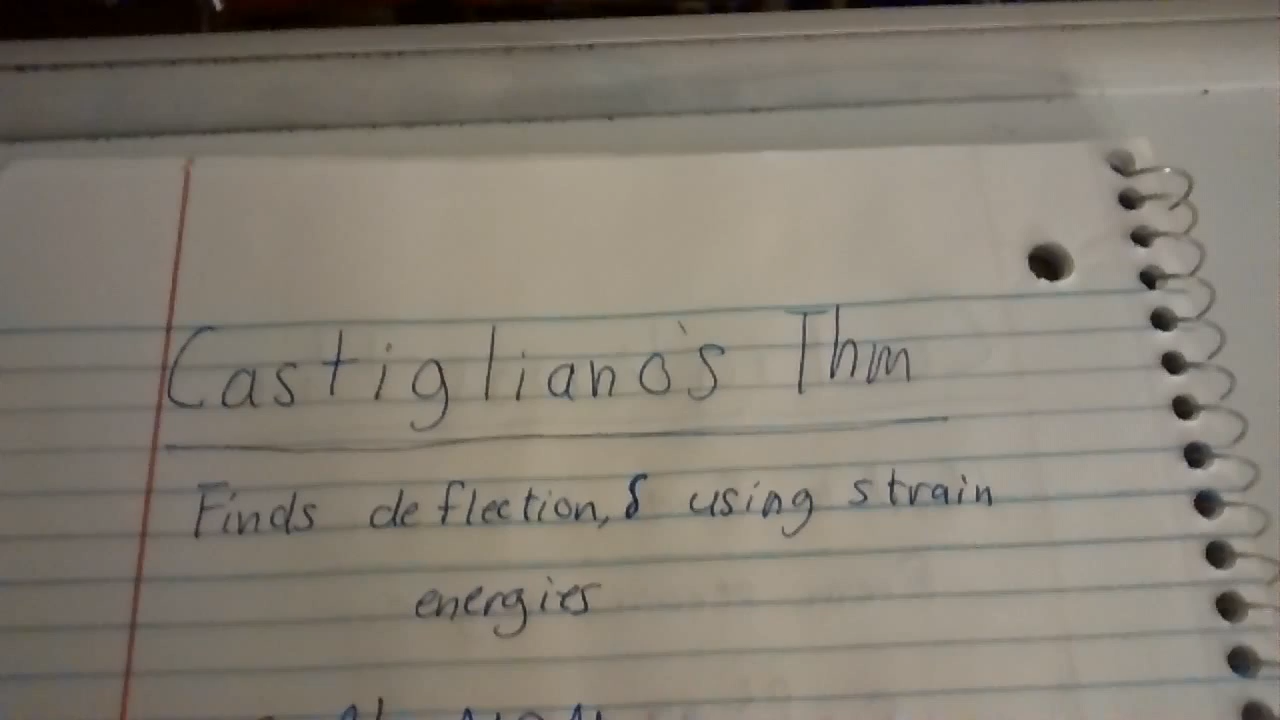 Castigliano's Thm
Finds deflection, δ using strain
energies